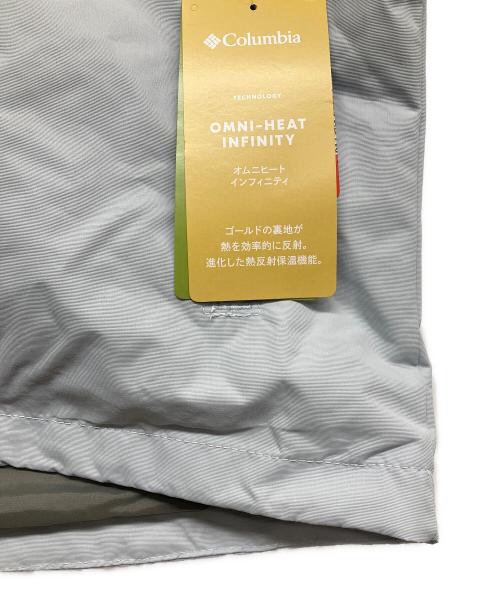 Columbia
TECHNOLOGY
OMNI-HEAT
INFINITY
オムニヒート
インフィニティ
ゴールドの裏地が
熱を効率的に反射。
進化した熱反射保温機能。